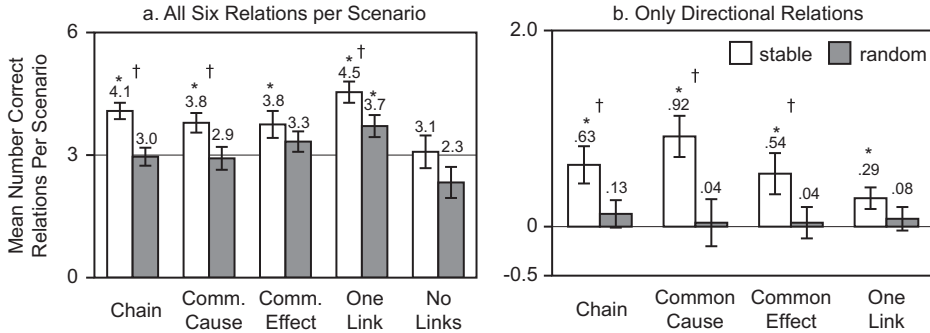 a. All Six Relations per Scenario
Mean Number Correct
Relations Per Scenario
6
3
0
* †
4.1
3.0
* †
3.8
2.9
*
3.8
3.3
* †
4.5
*
3.7
3.1
2.3
Chain
Comm.
Cause
Comm.
Effect
One
Link
No
Links
b. Only Directional Relations
2.0
0
-0.5
stable
random
* †
.63
.13
* †
.92
.04
* †
.54
.04
*
.29
.08
Chain
Common
Cause
Common
Effect
One
Link